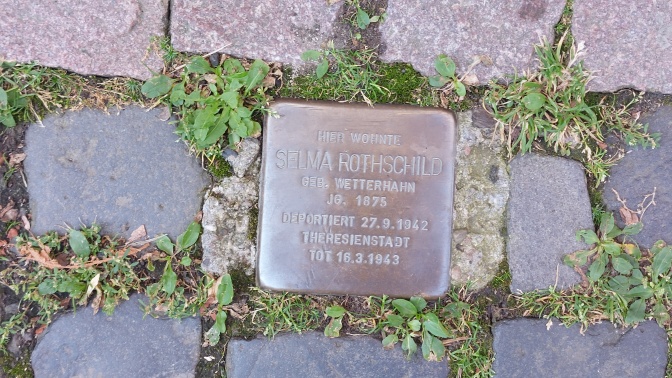 HIER WOHNTE
SELMA ROTHSCHILD
GEB. WETTERHAHN
JG. 1875
DEPORTIERT 27.9.1942
THERESIENSTADT
TOT 16.3.1943